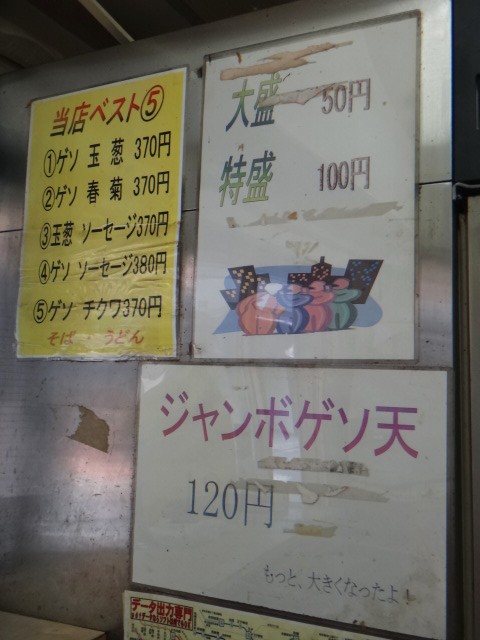 当店ベスト⑤
①ゲソ 玉 葱 370円
②ゲソ 春 菊 370円
③玉葱 ソーセージ370円
④ゲソ ソーセージ380円
⑤ゲソ チクワ370円
そば・うどん
大盛 50円
特盛 100円
ジャンボゲソ天
120円
もっと、大きくなったよ！
データ出力専門